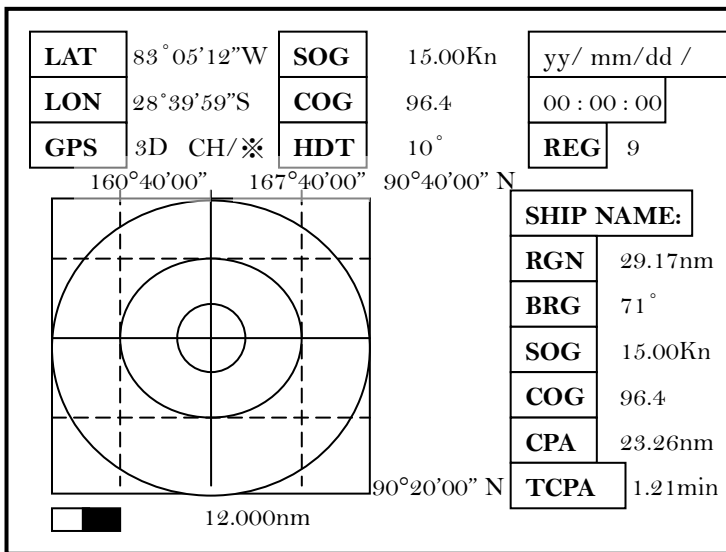 LAT 83°05'12"W SOG 15.00Kn yy/ mm/dd /
LON 28°39'59"S COG 96.4 00 : 00 : 00
GPS 3D CH/※ HDT 10° REG 9
160°40'00" 167°40'00" 90°40'00" N
SHIP NAME:
RGN 29.17nm
BRG 71°
SOG 15.00Kn
COG 96.4
CPA 23.26nm
90°20'00" N TCPA 1.21min
12.000nm